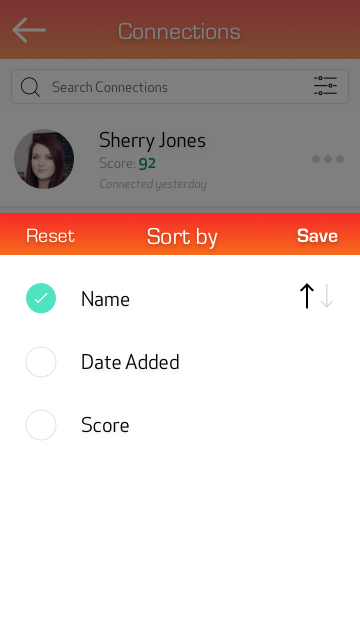 Connections
Search Connections
Sherry Jones
Score: 92
Connected yesterday
Reset Sort by Save
Name
Date Added
Score